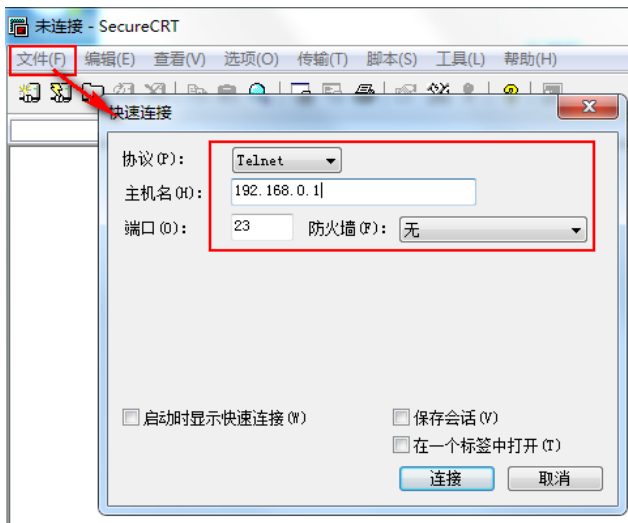 未连接 - SecureCRT
文件(F) 编辑(E) 查看(V) 选项(O) 传输(T) 脚本(S) 工具(L) 帮助(H)
快速连接
协议(P): Telnet
主机名(H): 192.168.0.1
端口(O): 23 防火墙(F): 无
启动时显示快速连接(W) 保存会话(V)
在一个标签中打开(T)
连接 取消